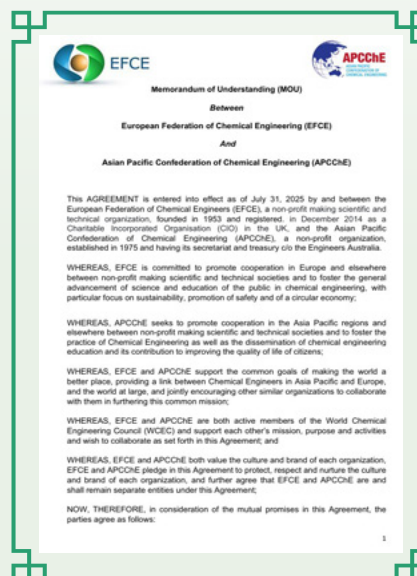 EFCE
APCChE
ASIAN PACIFIC
CONFEDERATION OF
CHEMICAL ENGINEERING
Memorandum of Understanding (MOU)
Between
European Federation of Chemical Engineering (EFCE)
And
Asian Pacific Confederation of Chemical Engineering (APCChE)
This AGREEMENT is entered into effect as of July 31, 2025 by and between the
European Federation of Chemical Engineers (EFCE), a non-profit making scientific and
technical organization, founded in 1953 and registered, in December 2014 as a
Charitable Incorporated Organisation (CIO) in the UK, and the Asian Pacific
Confederation of Chemical Engineering (APCChE), a non-profit organization,
established in 1975 and having its secretariat and treasury c/o the Engineers Australia.
WHEREAS, EFCE is committed to promote cooperation in Europe and elsewhere
between non-profit making scientific and technical societies and to foster the general
advancement of science and education of the public in chemical engineering, with
particular focus on sustainability, promotion of safety and of a circular economy;
WHEREAS, APCChE seeks to promote cooperation in the Asia Pacific regions and
elsewhere between non-profit making scientific and technical societies and to foster the
practice of Chemical Engineering as well as the dissemination of chemical engineering
education and its contribution to improving the quality of life of citizens;
WHEREAS, EFCE and APCChE support the common goals of making the world a
better place, providing a link between Chemical Engineers in Asia Pacific and Europe,
and the world at large, and jointly encouraging other similar organizations to collaborate
with them in furthering this common mission;
WHEREAS, EFCE and APCChE are both active members of the World Chemical
Engineering Council (WCEC) and support each other's mission, purpose and activities
and wish to collaborate as set forth in this Agreement; and
WHEREAS, EFCE and APCChE both value the culture and brand of each organization,
EFCE and APCChE pledge in this Agreement to protect, respect and nurture the culture
and brand of each organization, and further agree that EFCE and APCChE are and
shall remain separate entities under this Agreement;
NOW, THEREFORE, in consideration of the mutual promises in this Agreement, the
parties agree as follows:
1